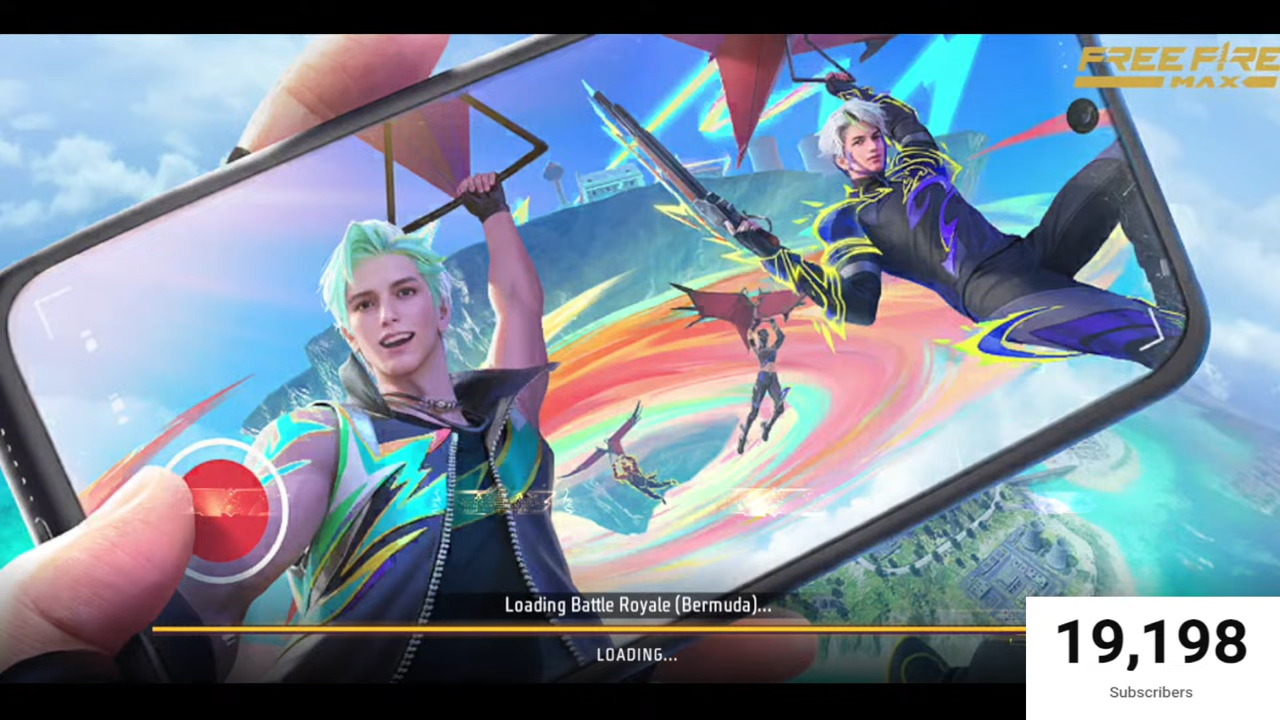 FREE FIRE
MAX
Loading Battle Royale (Bermuda)...
LOADING...
19,198
Subscribers